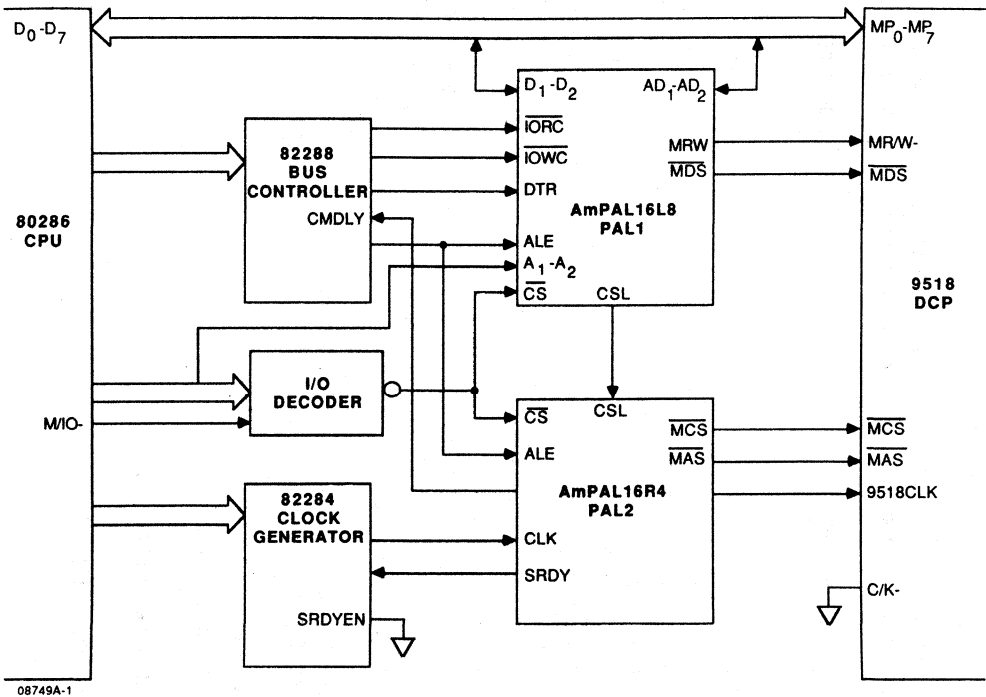 D0-D7
MP0-MP7
D1-D2
AD1-AD2
IORC
82288
BUS
CONTROLLER
MRW
MR/W-
IOWC
MDS
MDS
DTR
AmPAL16L8
PAL1
80286
CPU
CMDLY
ALE
A1-A2
CS
CSL
9518
DCP
I/O
DECODER
M/IO-
CSL
CS
MCS
MCS
ALE
MAS
MAS
AmPAL16R4
PAL2
9518CLK
82284
CLOCK
GENERATOR
CLK
SRDY
C/K-
SRDYEN
08749A-1